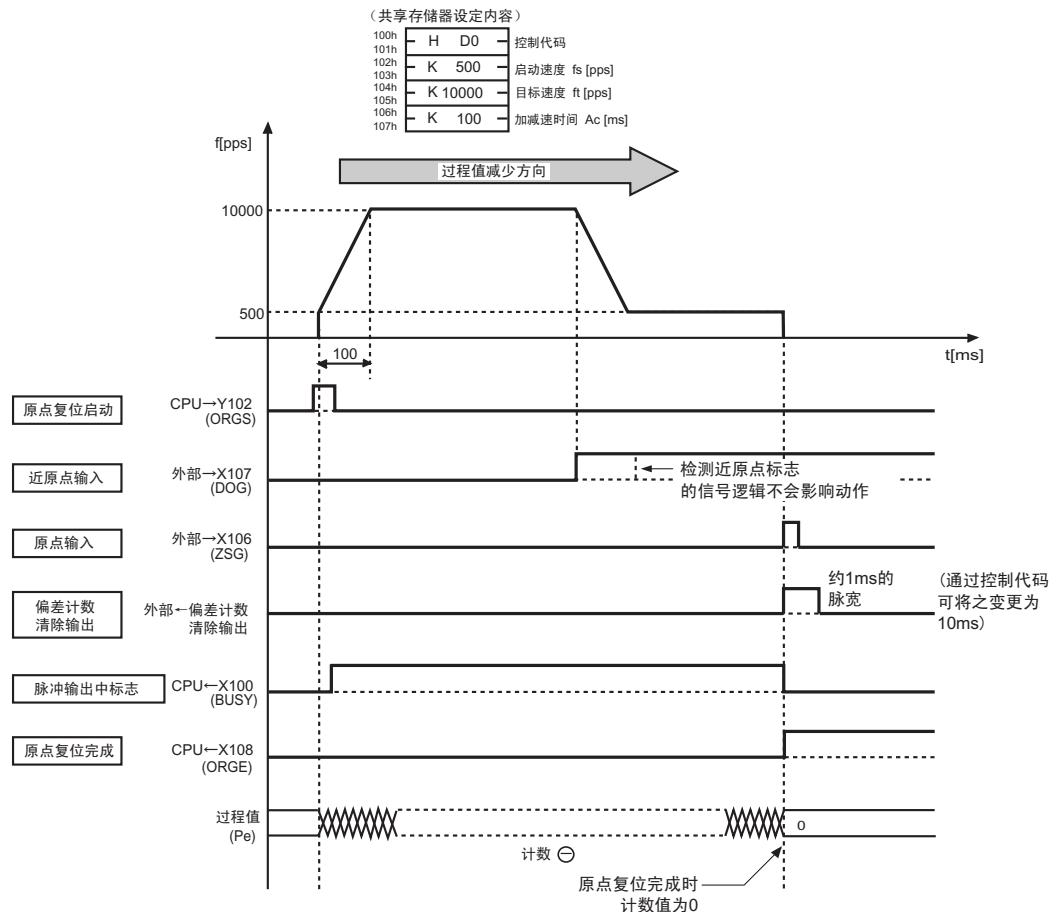 （共享存储器设定内容）
100h
101h
H D0
控制代码
102h
103h
K 500
启动速度 fs [pps]
104h
105h
K 10000
目标速度 ft [pps]
106h
107h
K 100
加减速时间 Ac [ms]
f[pps]
过程值减少方向
10000
500
100
t[ms]
原点复位启动
CPU→Y102
(ORGS)
近原点输入
外部→X107
(DOG)
检测近原点标志
的信号逻辑不会影响动作
原点输入
外部→X106
(ZSG)
偏差计数
清除输出
外部←偏差计数
清除输出
约1ms的
脉宽
(通过控制代码
可将之变更为
10ms)
脉冲输出中标志
CPU←X100
(BUSY)
原点复位完成
CPU←X108
(ORGE)
过程值
(Pe)
0
计数 ⊖
原点复位完成时
计数值为0